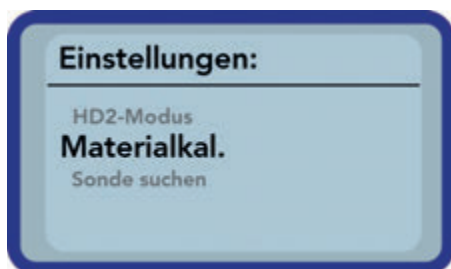 Einstellungen:
HD2-Modus
Materialkal.
Sonde suchen